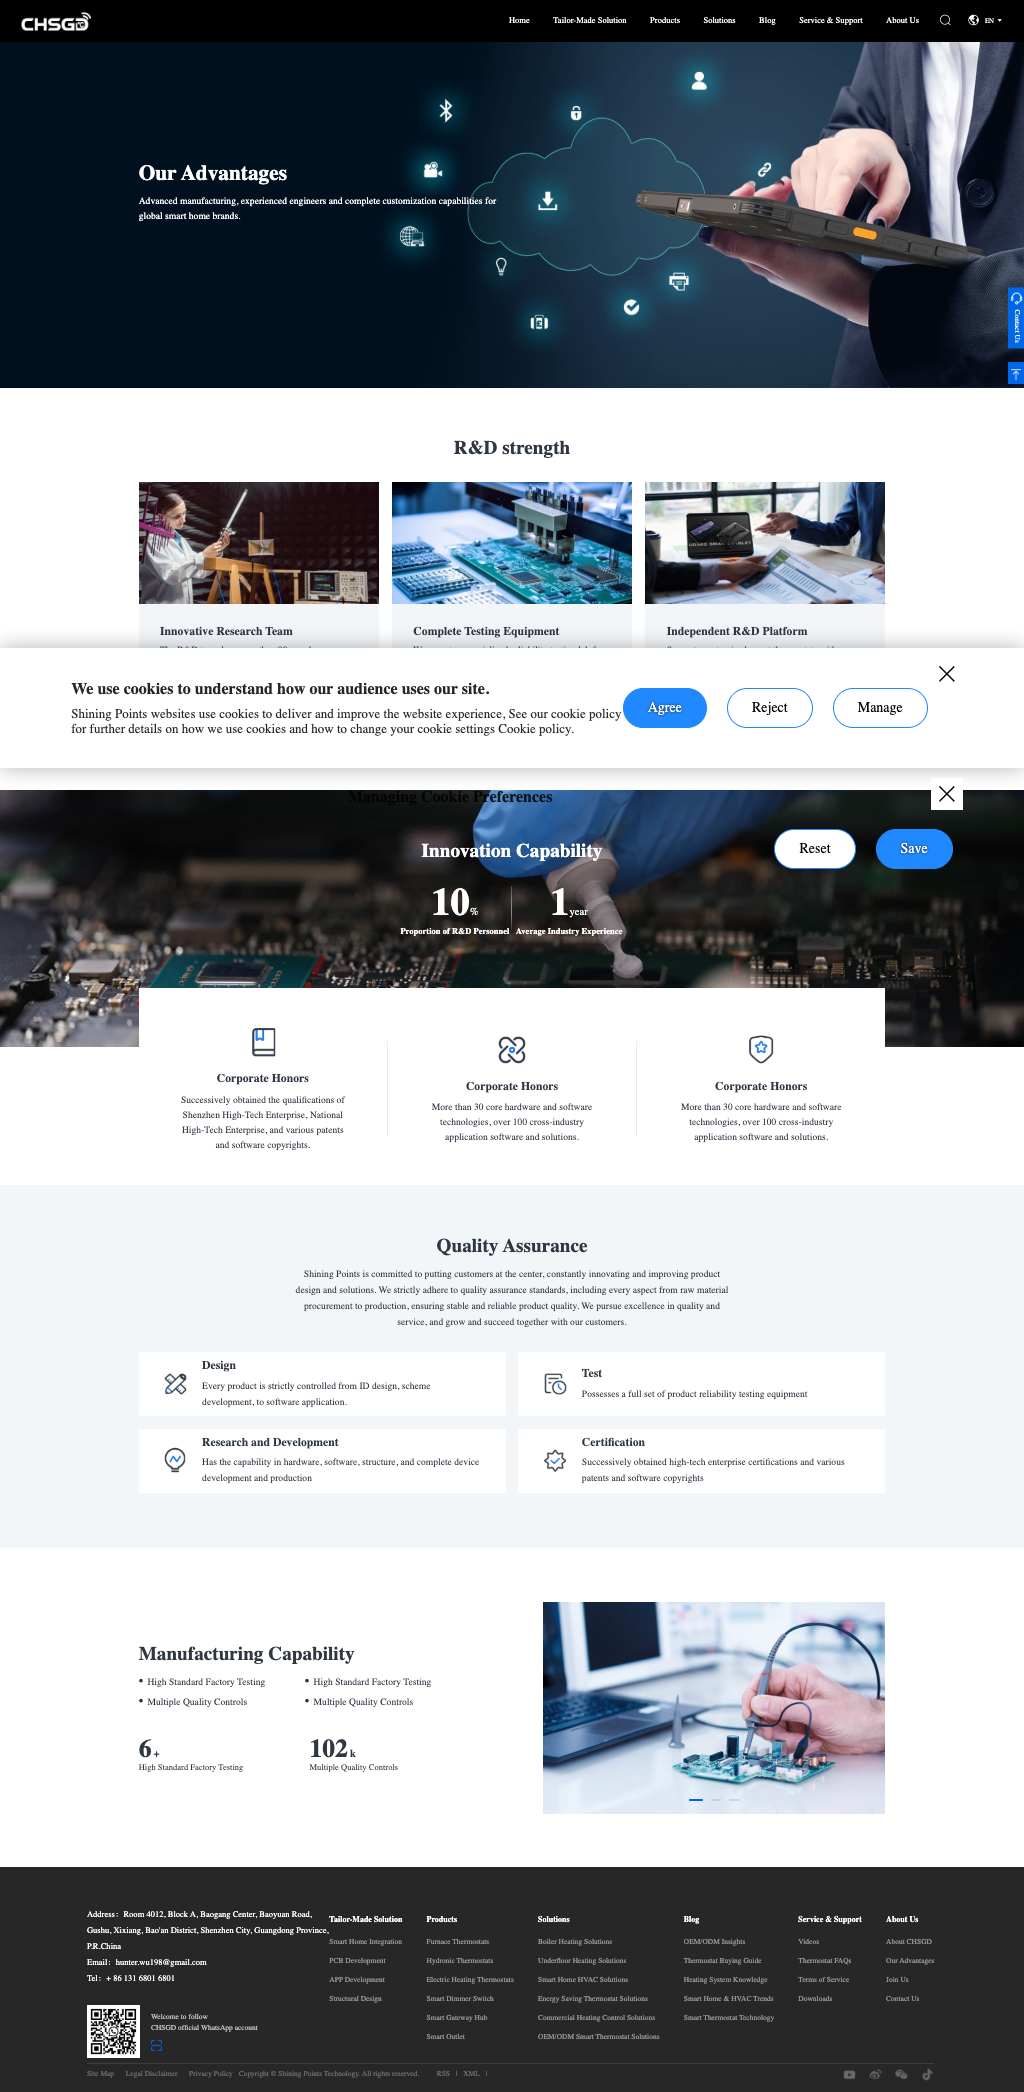 CHSGD
Home Tailor-Made Solution Products Solutions Blog Service & Support About Us EN
Our Advantages
Advanced manufacturing, experienced engineers and complete customization capabilities for
global smart home brands.
Contact Us
R&D strength
Innovative Research Team
Complete Testing Equipment
Independent R&D Platform
We use cookies to understand how our audience uses our site.
Shining Points websites use cookies to deliver and improve the website experience, See our cookie policy
for further details on how we use cookies and how to change your cookie settings Cookie policy.
Agree
Reject
Manage
Managing Cookie Preferences
Innovation Capability
Reset
Save
10%
1year
Proportion of R&D Personnel
Average Industry Experience
Corporate Honors
Successively obtained the qualifications of
Shenzhen High-Tech Enterprise, National
High-Tech Enterprise, and various patents
and software copyrights.
Corporate Honors
More than 30 core hardware and software
technologies, over 100 cross-industry
application software and solutions.
Corporate Honors
More than 30 core hardware and software
technologies, over 100 cross-industry
application software and solutions.
Quality Assurance
Shining Points is committed to putting customers at the center, constantly innovating and improving product
design and solutions. We strictly adhere to quality assurance standards, including every aspect from raw material
procurement to production, ensuring stable and reliable product quality. We pursue excellence in quality and
service, and grow and succeed together with our customers.
Design
Every product is strictly controlled from ID design, scheme
development, to software application.
Test
Possesses a full set of product reliability testing equipment
Research and Development
Has the capability in hardware, software, structure, and complete device
development and production
Certification
Successively obtained high-tech enterprise certifications and various
patents and software copyrights
Manufacturing Capability
• High Standard Factory Testing
• High Standard Factory Testing
• Multiple Quality Controls
• Multiple Quality Controls
6+
High Standard Factory Testing
102k
Multiple Quality Controls
Address: Room 4012, Block A, Baogang Center, Baoyuan Road,
Gushu, Xixiang, Bao'an District, Shenzhen City, Guangdong Province,
P.R.China
Email: hunter.wu198@gmail.com
Tel: + 86 131 6801 6801
Welcome to follow
CHSGD official WhatsApp account
Tailor-Made Solution
Smart Home Integration
PCB Development
APP Development
Structural Design
Products
Furnace Thermostats
Hydronic Thermostats
Electric Heating Thermostats
Smart Dimmer Switch
Smart Gateway Hub
Smart Outlet
Solutions
Boiler Heating Solutions
Underfloor Heating Solutions
Smart Home HVAC Solutions
Energy Saving Thermostat Solutions
Commercial Heating Control Solutions
OEM/ODM Smart Thermostat Solutions
Blog
OEM/ODM Insights
Thermostat Buying Guide
Heating System Knowledge
Smart Home & HVAC Trends
Smart Thermostat Technology
Service & Support
Videos
Thermostat FAQs
Terms of Service
Downloads
About Us
About CHSGD
Our Advantages
Join Us
Contact Us
Site Map Legal Disclaimer Privacy Policy Copyright © Shining Points Technology. All rights reserved. RSS | XML |